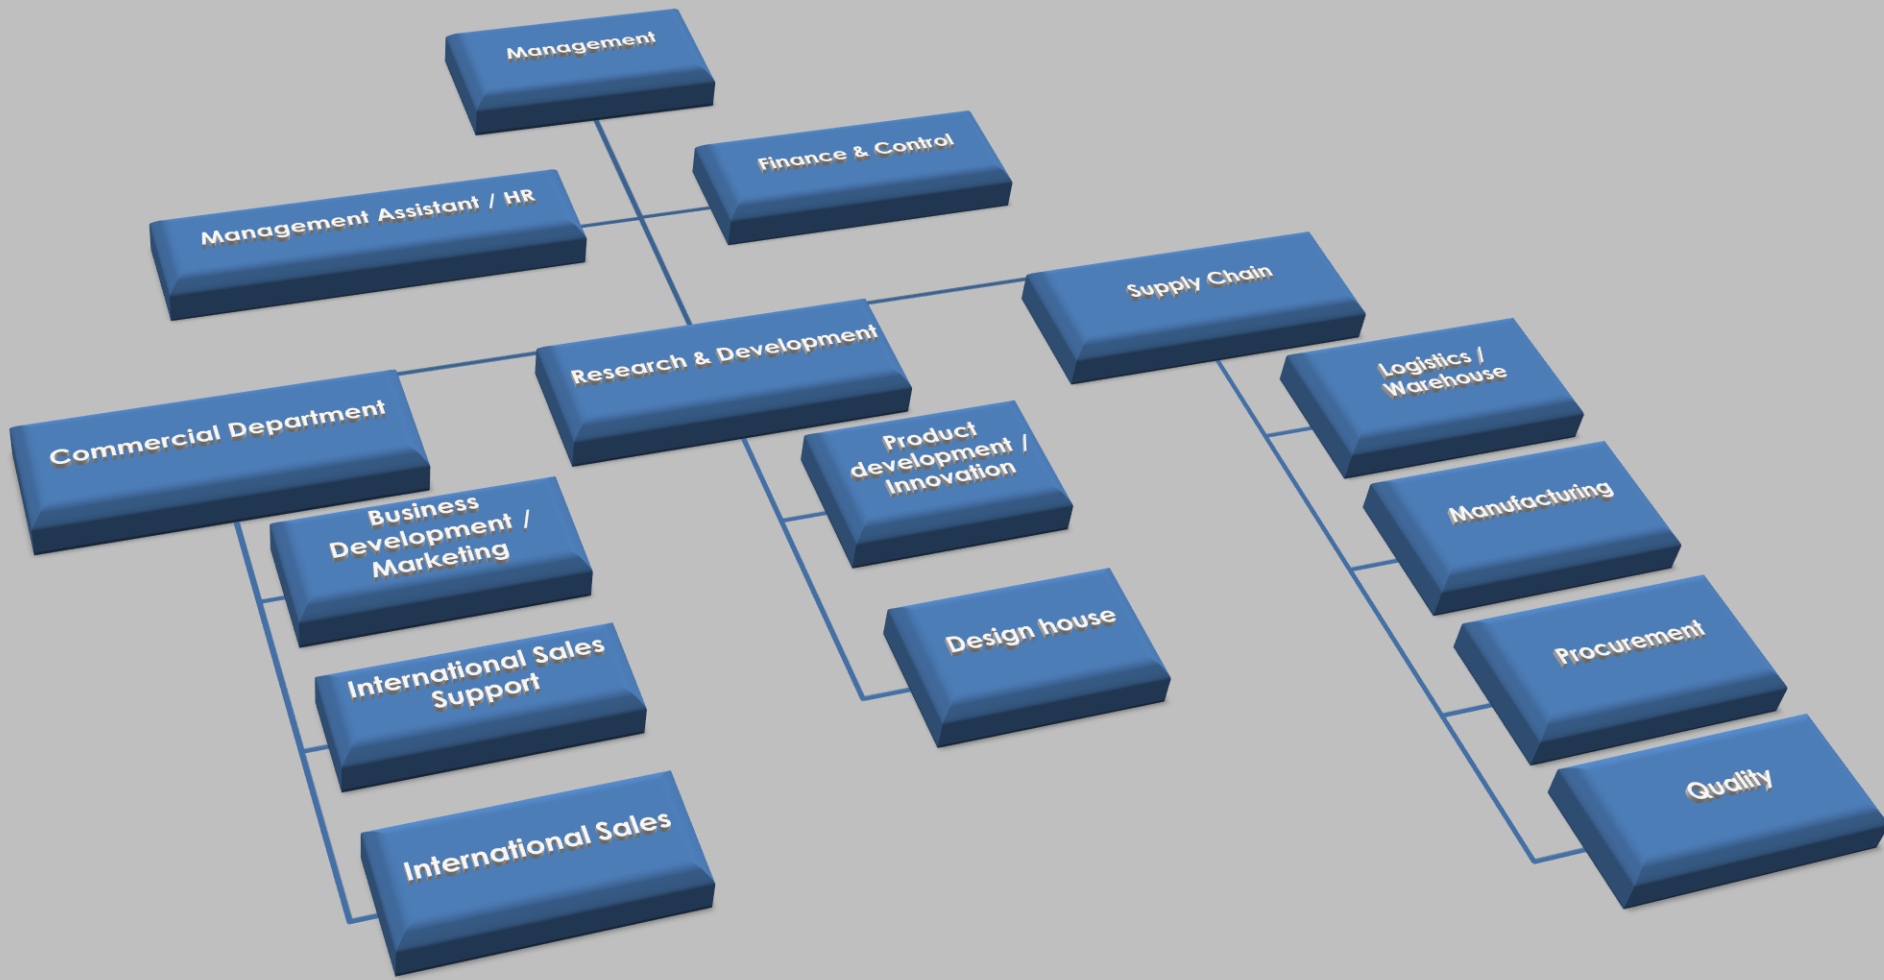 Management
Finance & Control
Management Assistant / HR
Supply Chain
Research & Development
Commercial Department
Logistics /
Warehouse
Product
development /
Innovation
Manufacturing
Business
Development /
Marketing
Design house
Procurement
International Sales
Support
Quality
International Sales